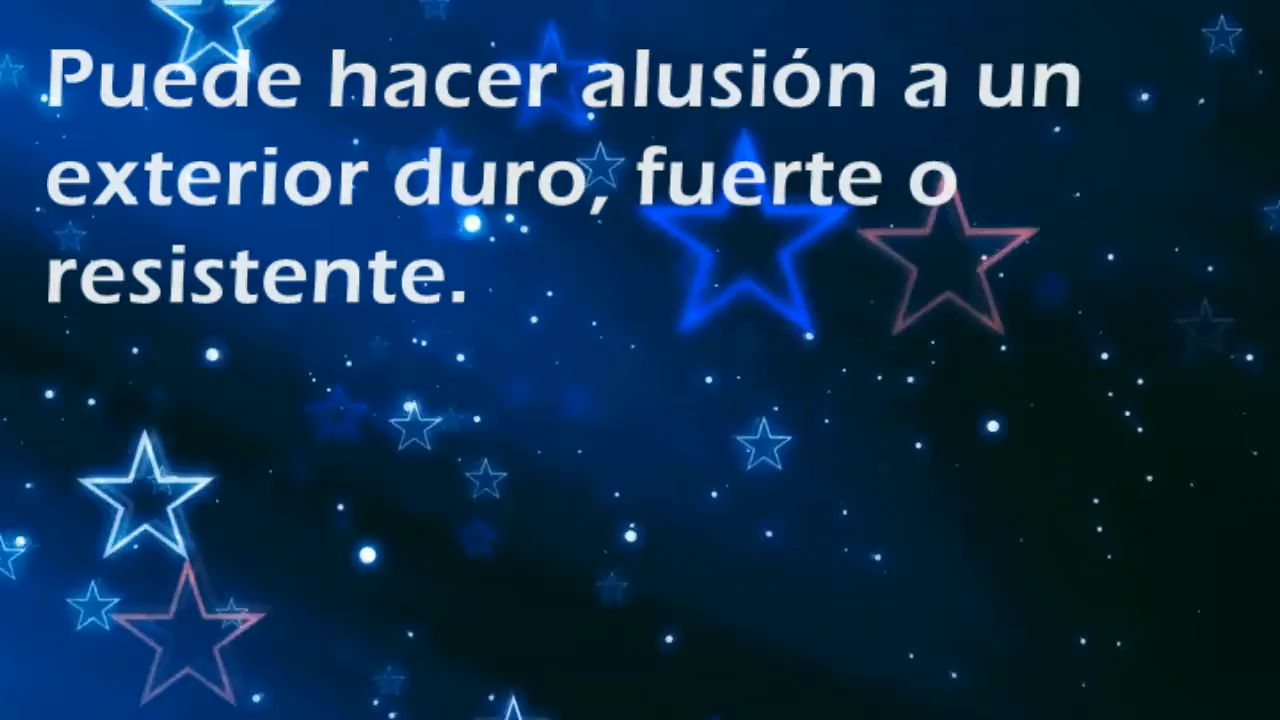 Puede hacer alusión a un
exterior duro, fuerte o
resistente.